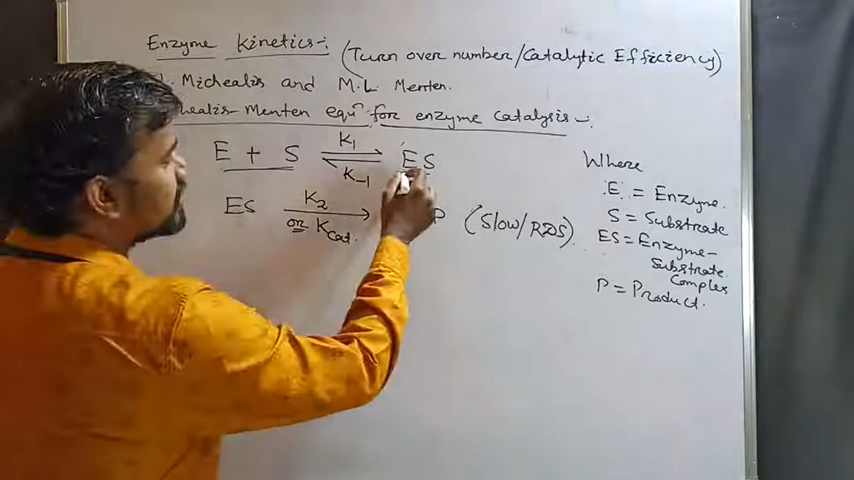 Enzyme Kinetics:- (Turn over number/Catalytic Efficiency)
Michealis and M.L Menten.
healis-Menten equⁿ for enzyme catalysis-
E + S ⇌ ES
K₁
K₋₁
ES → P (Slow/RDS)
K₂
or Kcat.
Where
E = Enzyme.
S = Substrate
ES = Enzyme-
Substrate
Complex
P = Product.